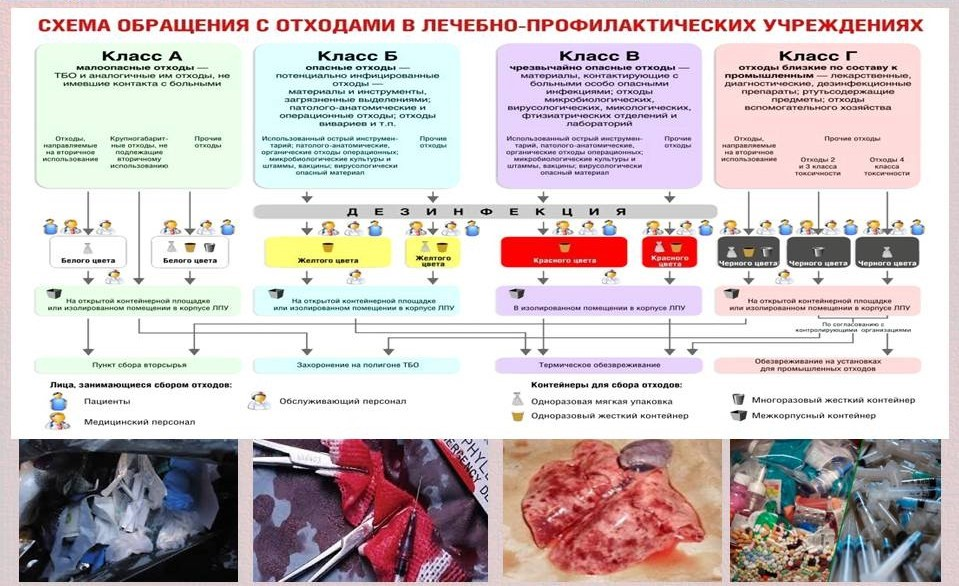 СХЕМА ОБРАЩЕНИЯ С ОТХОДАМИ В ЛЕЧЕБНО-ПРОФИЛАКТИЧЕСКИХ УЧРЕЖДЕНИЯХ
Класс А
малоопасные отходы —
ТБО и аналогичные им отходы, не
имевшие контакта с больными
Отходы,
направляемые
на вторичное
использование
Крупногабарит-
ные отходы, не
подлежащие
вторичному
использованию
Прочие
отходы
Класс Б
опасные отходы —
потенциально инфицированные
отходы —
материалы и инструменты,
загрязненные выделениями;
патолого-анатомические и
операционные отходы; отходы
вивариев и т.п.
Использованный острый инструмен-
тарий; патолого-анатомические,
органические отходы операционных;
микробиологические культуры и
штаммы, вакцины; вирусологически
опасный материал
Прочие
отходы
Класс В
чрезвычайно опасные отходы —
материалы, контактирующие с
больными особо опасными
инфекциями; отходы
микробиологических,
вирусологических, микологических,
фтизиатрических отделений и
лабораторий
Использованный острый инструмен-
тарий, патолого-анатомические,
органические отходы операционных;
микробиологические культуры и
штаммы, вакцины; вирусологически
опасный материал
Прочие
отходы
Класс Г
отходы близкие по составу к
промышленным — лекарственные,
диагностические, дезинфекционные
препараты; ртутьсодержащие
предметы; отходы
вспомогательного хозяйства
Отходы,
направляемые
на вторичное
использование
Прочие отходы
Отходы 2
и 3 класса
токсичности
Отходы 4
класса
токсичности
ДЕЗИНФЕКЦИЯ
Белого цвета
Белого цвета
Желтого цвета
Желтого
цвета
Красного цвета
Красного
цвета
Черного цвета
Черного цвета
Черного цвета
На открытой контейнерной площадке
или изолированном помещении в корпусе ЛПУ
На открытой контейнерной площадке
или изолированном помещении в корпусе ЛПУ
В изолированном помещении в корпусе ЛПУ
На открытой контейнерной площадке
или изолированном помещении в корпусе ЛПУ
По согласованию с
контролирующими организациями
Пункт сбора вторсырья
Захоронение на полигоне ТБО
Термическое обезвреживание
Обезвреживание на установках
для промышленных отходов
Лица, занимающиеся сбором отходов:
Пациенты
Медицинский персонал
Обслуживающий персонал
Контейнеры для сбора отходов:
Одноразовая мягкая упаковка
Одноразовый жесткий контейнер
Многоразовый жесткий контейнер
Межкорпусный контейнер